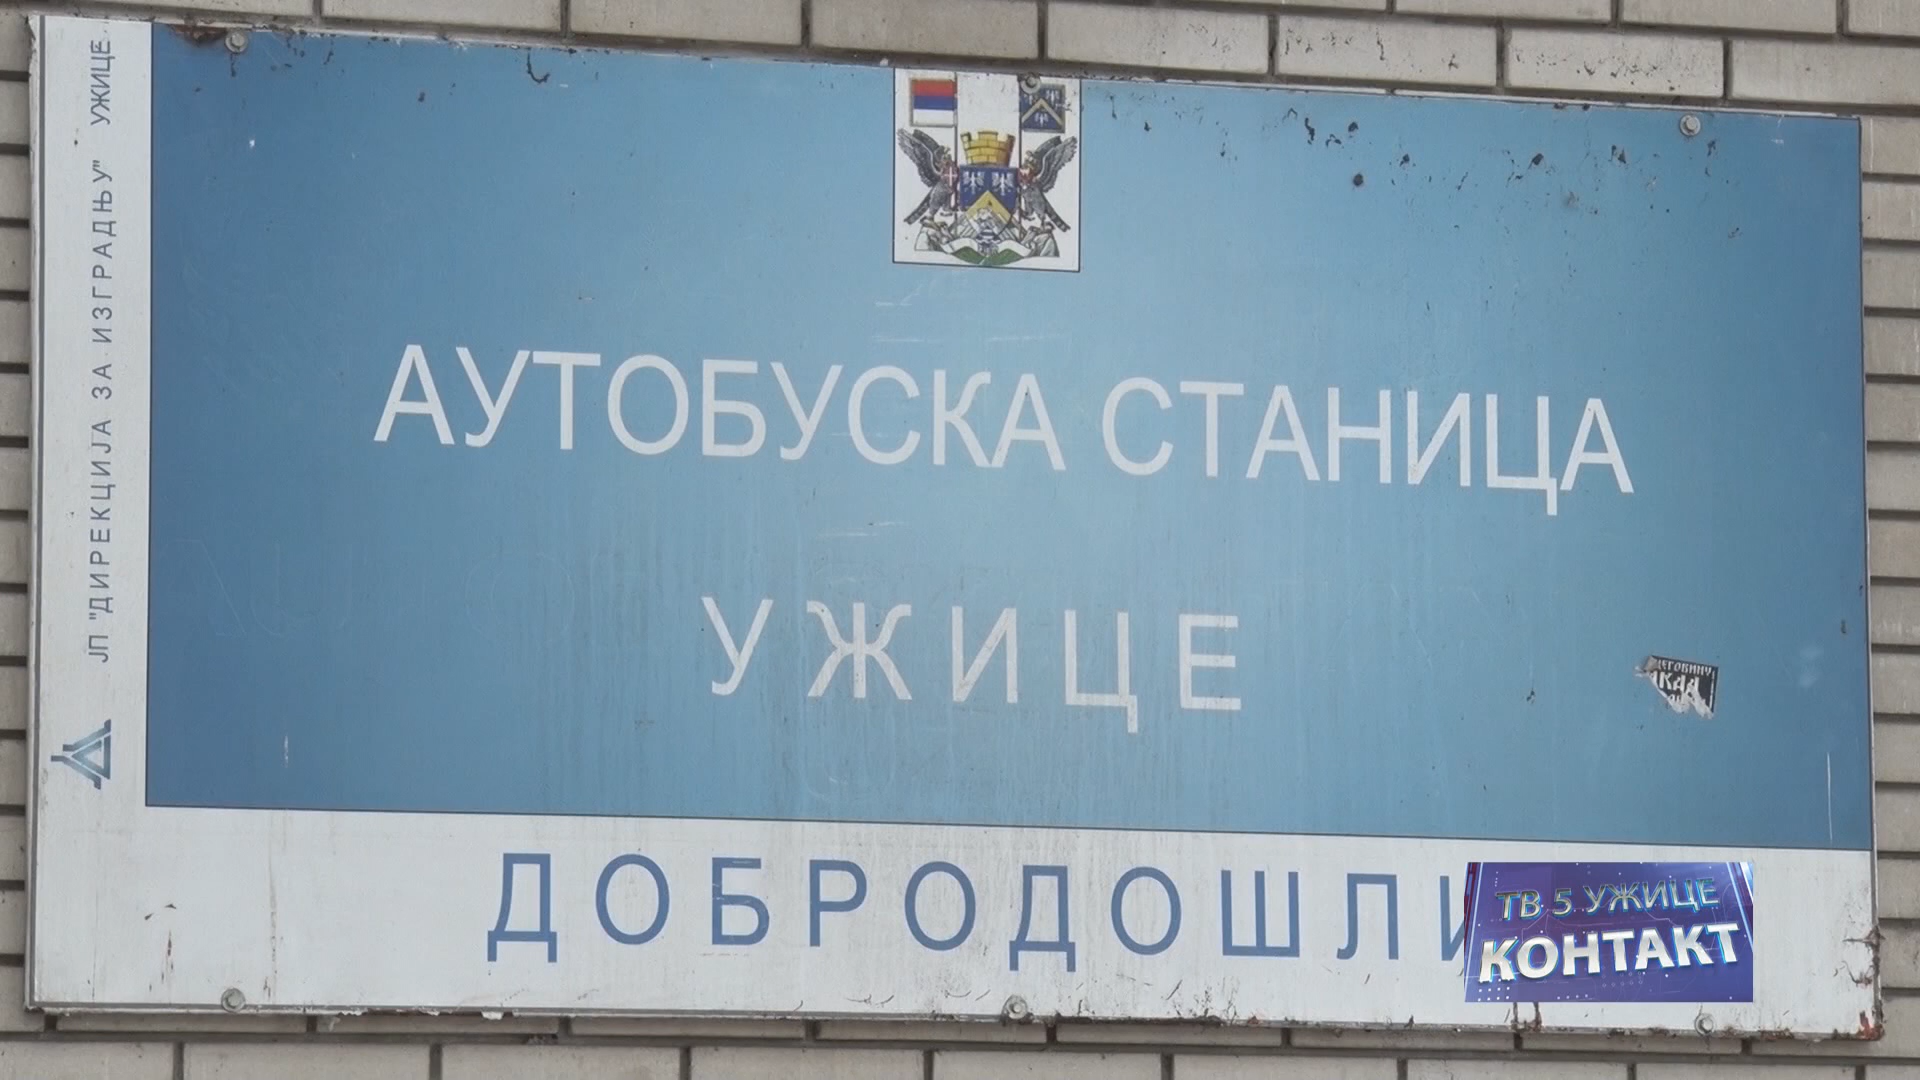 ЈП "ДИРЕКЦИЈА ЗА ИЗГРАДЊУ" УЖИЦЕ
АУТОБУСКА СТАНИЦА
УЖИЦЕ
ДОБРОДОШЛИ
ТВ 5 УЖИЦЕ
КОНТАКТ